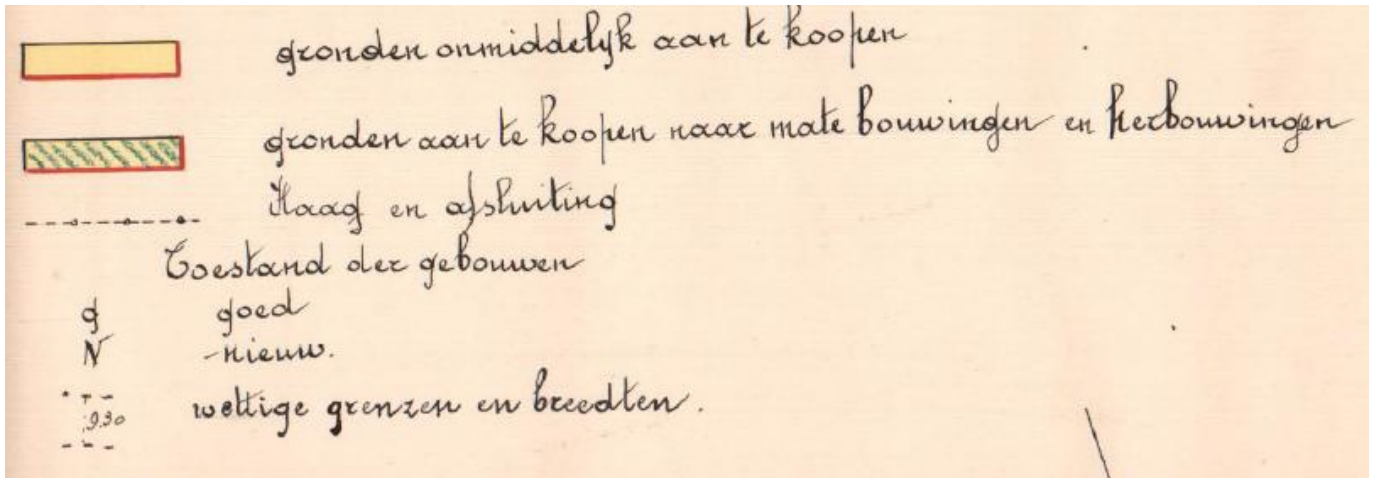 gronden onmiddelyk aan te koopen
gronden aan te koopen naar mate bouwingen en herbouwingen
Haag en afsluiting
Toestand der gebouwen
g goed
N nieuw.
9.30 wettige grenzen en breedten.